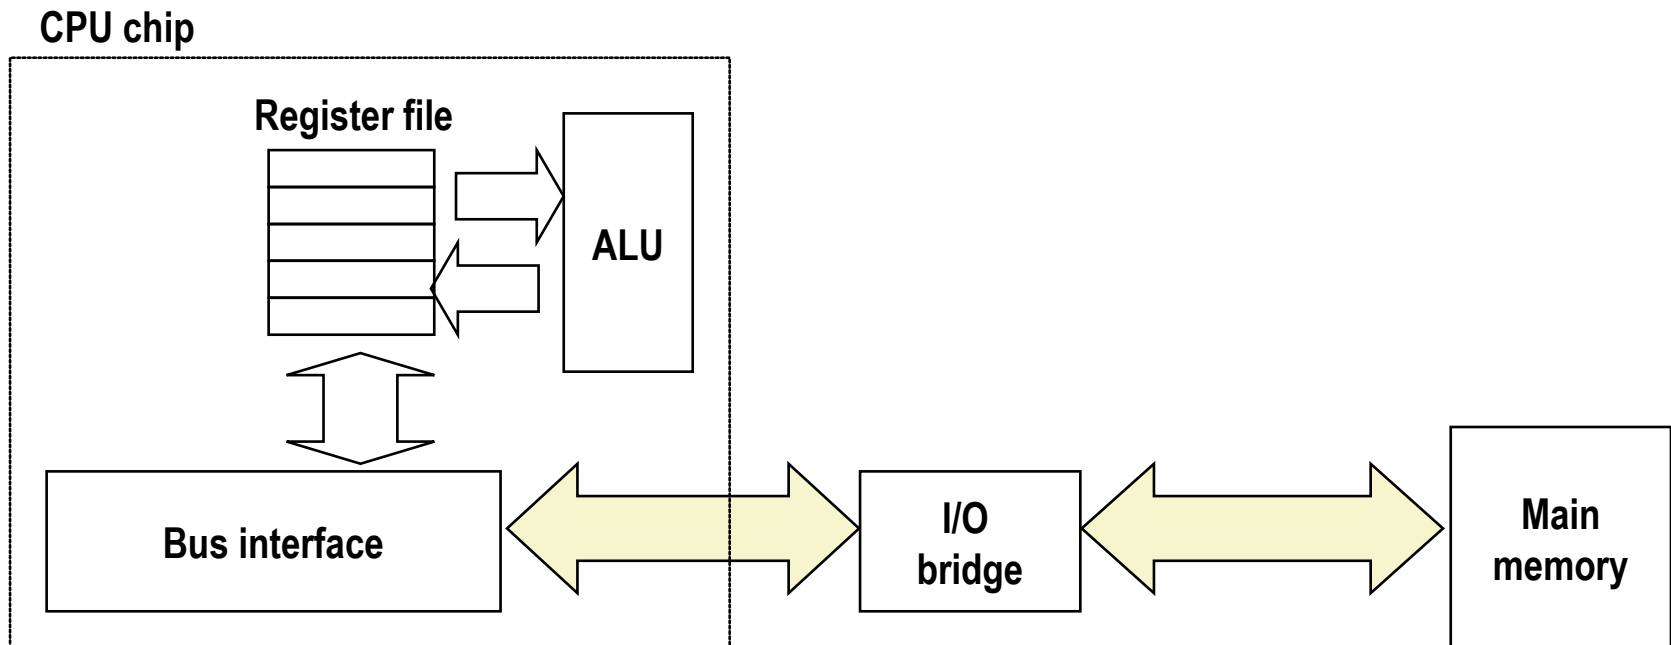 CPU chip
Register file
ALU
Bus interface
I/O
bridge
Main
memory